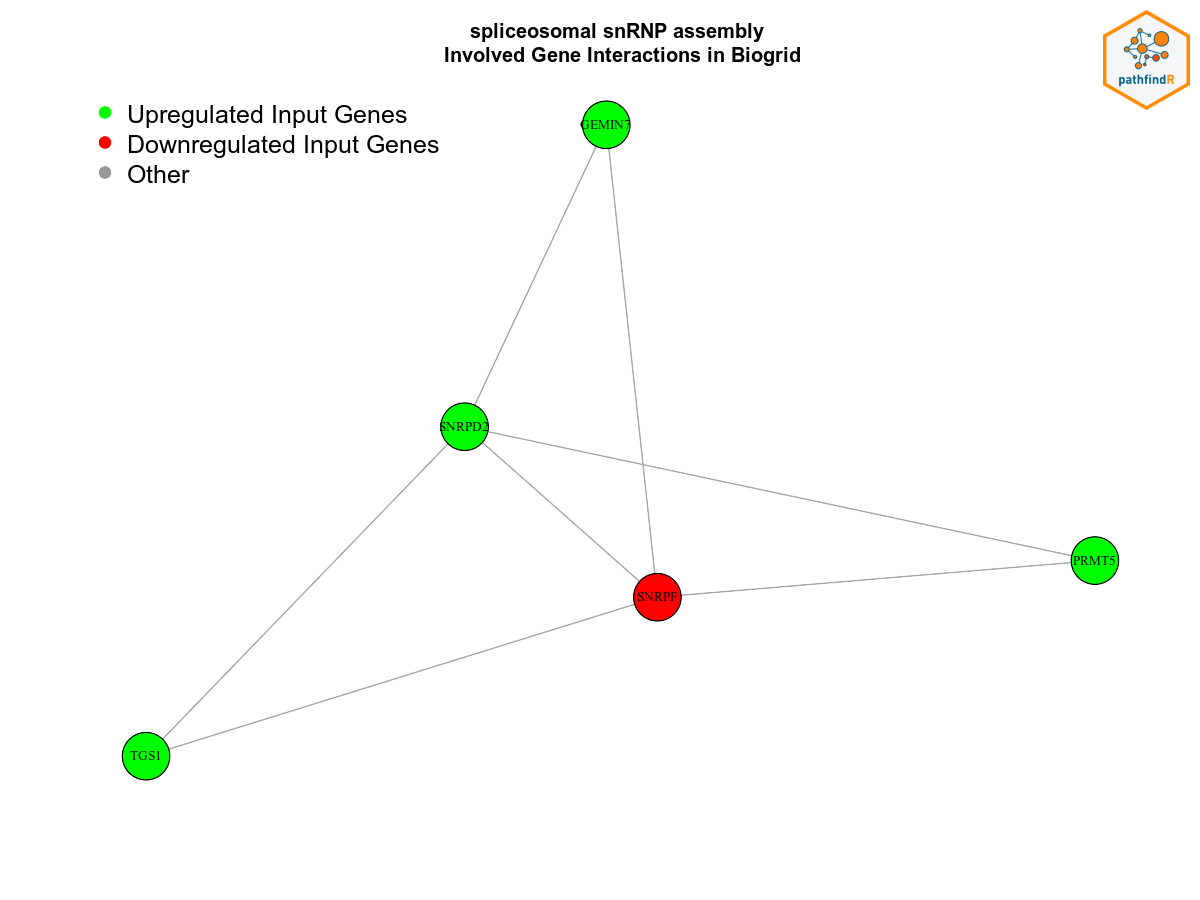 spliceosomal snRNP assembly
Involved Gene Interactions in Biogrid
pathfindR
Upregulated Input Genes
Downregulated Input Genes
Other
GEMIN7
SNRPD2
PRMT5
SNRPF
TGS1